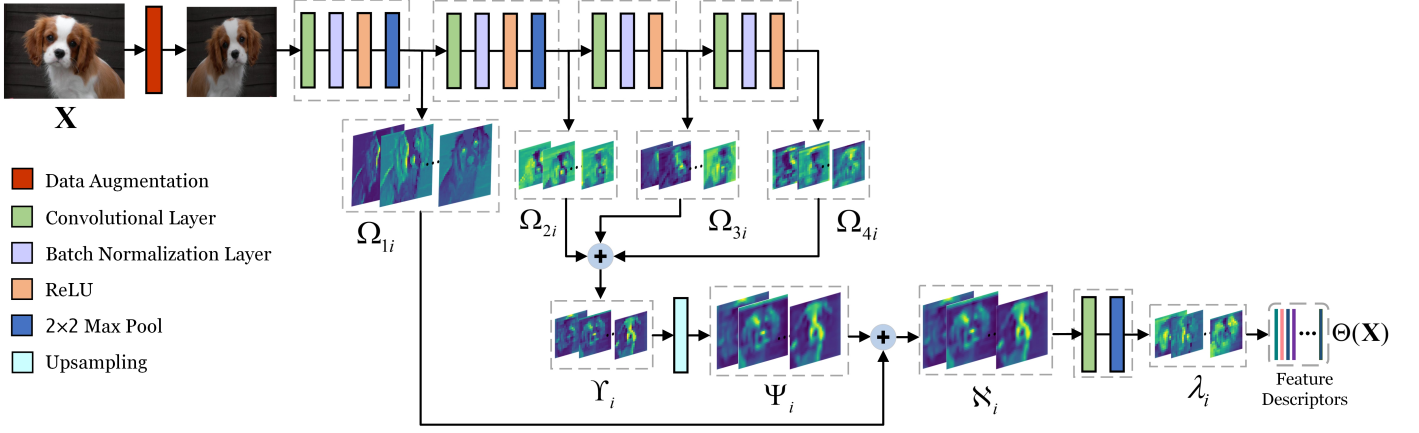 X
Data Augmentation
Convolutional Layer
Batch Normalization Layer
ReLU
2×2 Max Pool
Upsampling
Ω1i
Ω2i
Ω3i
Ω4i
ϒi
Ψi
ℵi
λi
Θ(X)
Feature
Descriptors